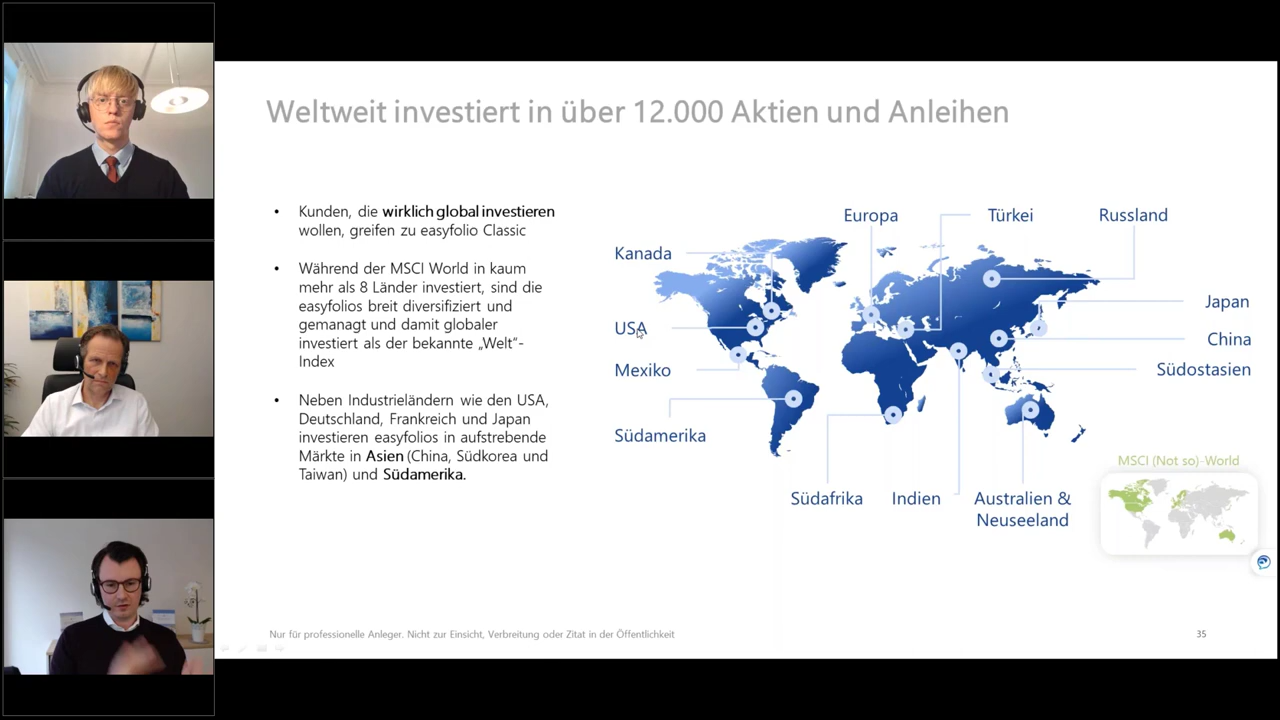 Weltweit investiert in über 12.000 Aktien und Anleihen
• Kunden, die wirklich global investieren
wollen, greifen zu easyfolio Classic
• Während der MSCI World in kaum
mehr als 8 Länder investiert, sind die
easyfolios breit diversifiziert und
gemanagt und damit globaler
investiert als der bekannte „Welt“-
Index
• Neben Industrieländern wie den USA,
Deutschland, Frankreich und Japan
investieren easyfolios in aufstrebende
Märkte in Asien (China, Südkorea und
Taiwan) und Südamerika.
Europa
Türkei
Russland
Kanada
Japan
USA
China
Mexiko
Südostasien
Südamerika
MSCI (Not so)-World
Südafrika
Indien
Australien &
Neuseeland
Nur für professionelle Anleger. Nicht zur Einsicht, Verbreitung oder Zitat in der Öffentlichkeit
35